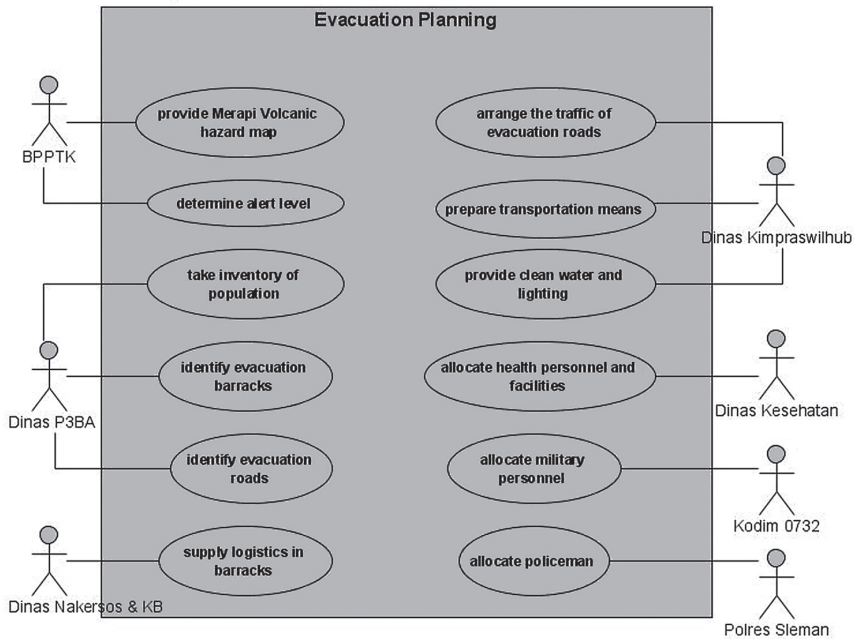 Evacuation Planning
provide Merapi Volcanic
hazard map
arrange the traffic of
evacuation roads
BPPTK
determine alert level
prepare transportation means
Dinas Kimpraswilhub
take inventory of
population
provide clean water and
lighting
identify evacuation
barracks
allocate health personnel and
facilities
Dinas P3BA
Dinas Kesehatan
identify evacuation
roads
allocate military
personnel
Kodim 0732
supply logistics in
barracks
allocate policeman
Dinas Nakersos & KB
Polres Sleman